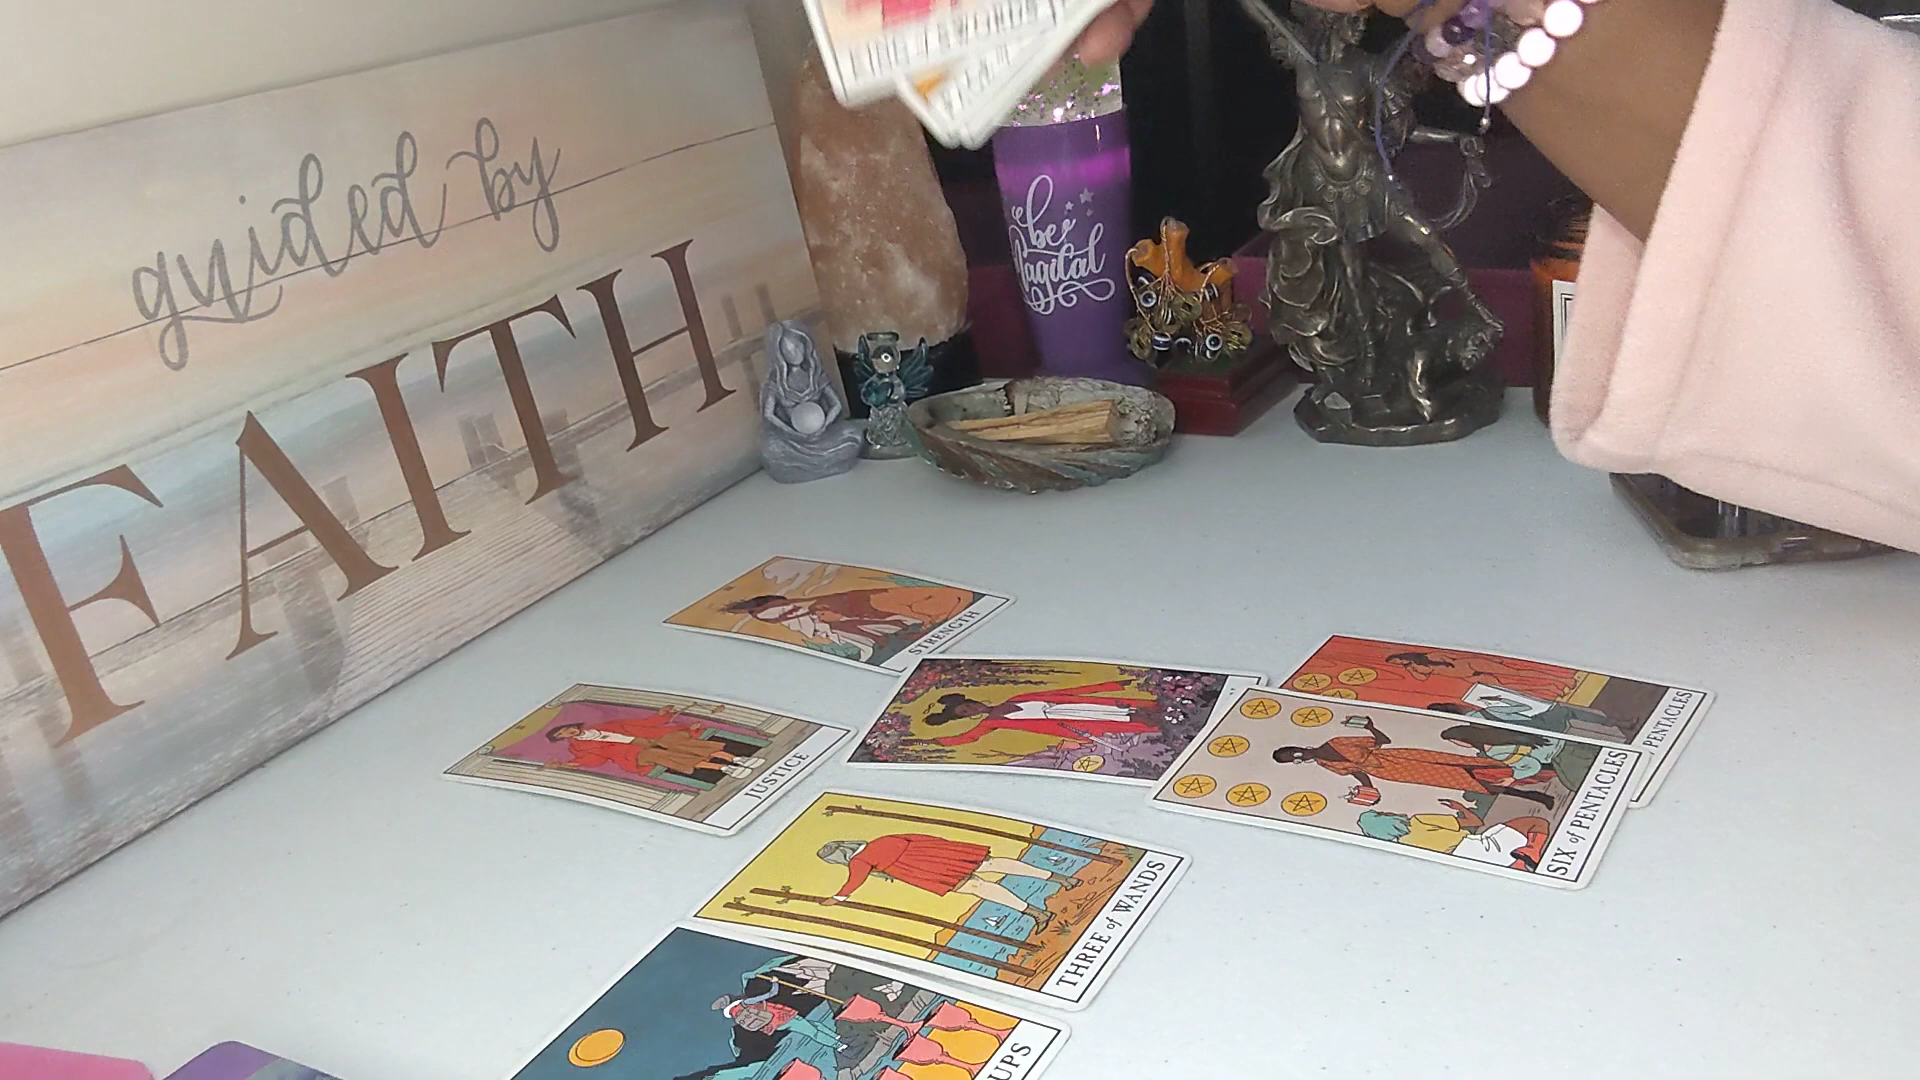 guided by
FAITH
be
Magical
STRENGTH
JUSTICE
PENTACLES
SIX of PENTACLES
THREE of WANDS
UPS